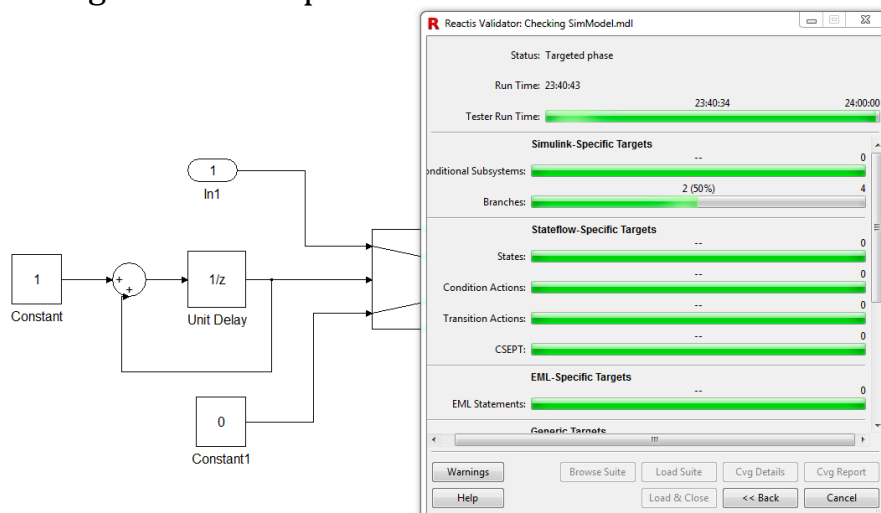 Reactis Validator: Checking SimModel.mdl
Status: Targeted phase
Run Time: 23:40:43
23:40:34 24:00:00
Tester Run Time:
Simulink-Specific Targets
-- 0
onditional Subsystems:
2 (50%) 4
Branches:
Stateflow-Specific Targets
-- 0
States:
-- 0
Condition Actions:
-- 0
Transition Actions:
-- 0
CSEPT:
EML-Specific Targets
-- 0
EML Statements:
Generic Targets
Warnings Browse Suite Load Suite Cvg Details Cvg Report
Help Load & Close << Back Cancel
1
In1
1
Constant
+
+
1/z
Unit Delay
0
Constant1